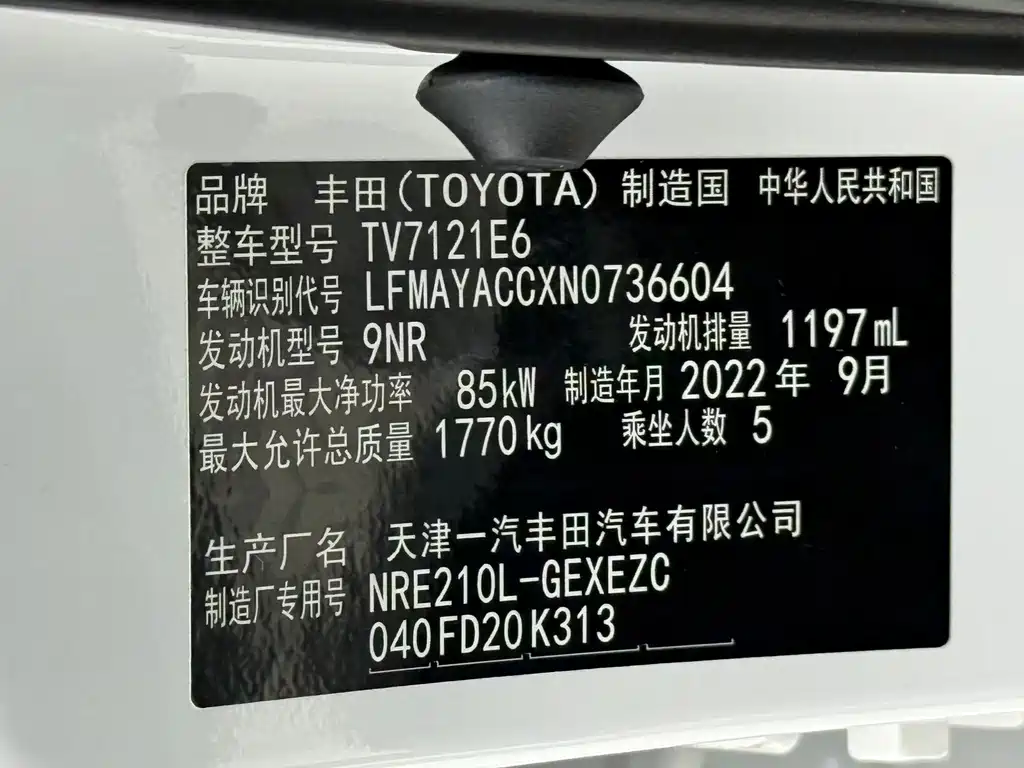 品牌 丰田(TOYOTA) 制造国 中华人民共和国
整车型号 TV7121E6
车辆识别代号 LFMAYACCXN0736604
发动机型号 9NR 发动机排量 1197mL
发动机最大净功率 85kW 制造年月 2022年 9月
最大允许总质量 1770kg 乘坐人数 5
生产厂名 天津一汽丰田汽车有限公司
制造厂专用号 NRE210L-GEXEZC
040 FD20 K313